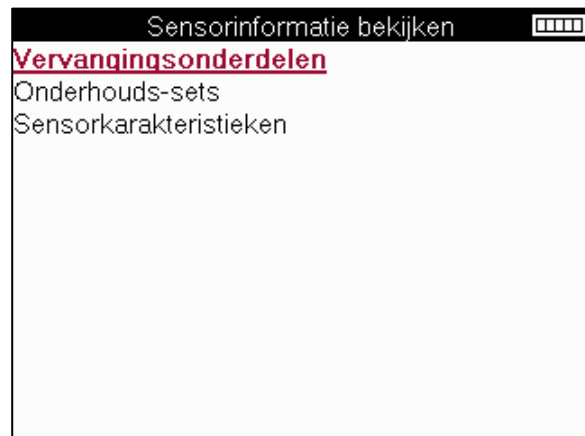 Sensorinformatie bekijken
Vervangingsonderdelen
Onderhouds-sets
Sensorkarakteristieken